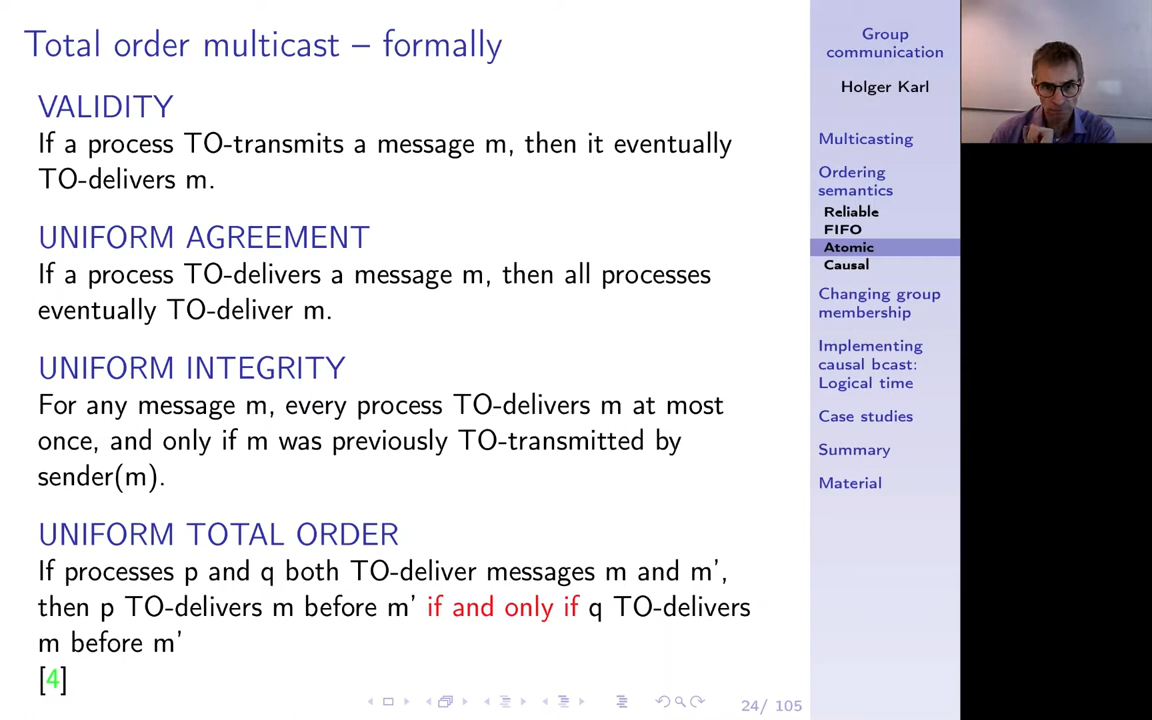 Total order multicast – formally
VALIDITY
If a process TO-transmits a message m, then it eventually
TO-delivers m.
UNIFORM AGREEMENT
If a process TO-delivers a message m, then all processes
eventually TO-deliver m.
UNIFORM INTEGRITY
For any message m, every process TO-delivers m at most
once, and only if m was previously TO-transmitted by
sender(m).
UNIFORM TOTAL ORDER
If processes p and q both TO-deliver messages m and m',
then p TO-delivers m before m' if and only if q TO-delivers
m before m'
[4]
24/ 105
Group
communication
Holger Karl
Multicasting
Ordering
semantics
Reliable
FIFO
Atomic
Causal
Changing group
membership
Implementing
causal bcast:
Logical time
Case studies
Summary
Material